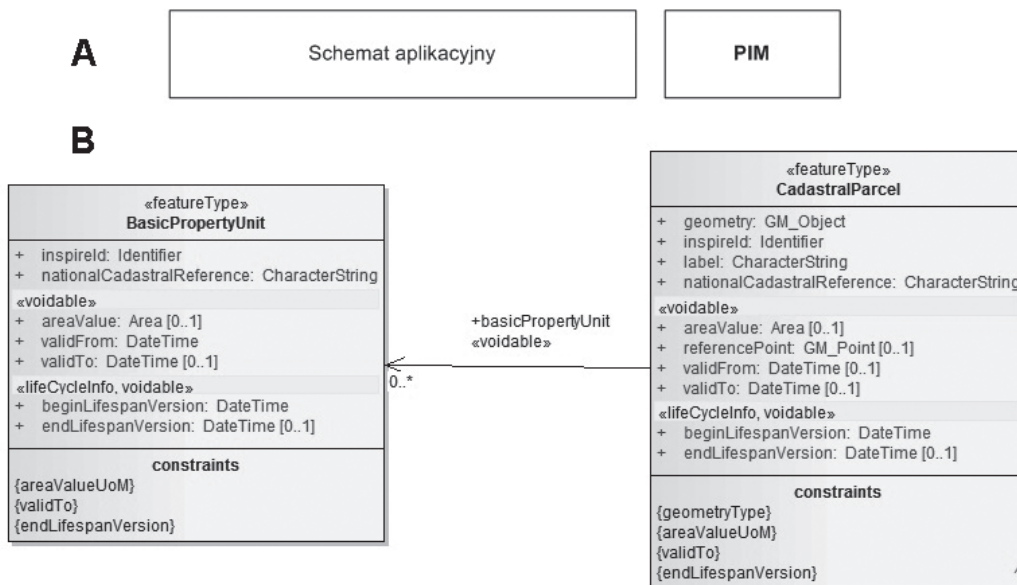 A
Schemat aplikacyjny
PIM
B
«featureType»
BasicPropertyUnit
+ inspireId: Identifier
+ nationalCadastralReference: CharacterString
«voidable»
+ areaValue: Area [0..1]
+ validFrom: DateTime
+ validTo: DateTime [0..1]
«lifeCycleInfo, voidable»
+ beginLifespanVersion: DateTime
+ endLifespanVersion: DateTime [0..1]
constraints
{areaValueUoM}
{validTo}
{endLifespanVersion}
+basicPropertyUnit
«voidable»
0..*
«featureType»
CadastralParcel
+ geometry: GM_Object
+ inspireId: Identifier
+ label: CharacterString
+ nationalCadastralReference: CharacterString
«voidable»
+ areaValue: Area [0..1]
+ referencePoint: GM_Point [0..1]
+ validFrom: DateTime
+ validTo: DateTime [0..1]
«lifeCycleInfo, voidable»
+ beginLifespanVersion: DateTime
+ endLifespanVersion: DateTime [0..1]
constraints
{geometryType}
{areaValueUoM}
{validTo}
{endLifespanVersion}